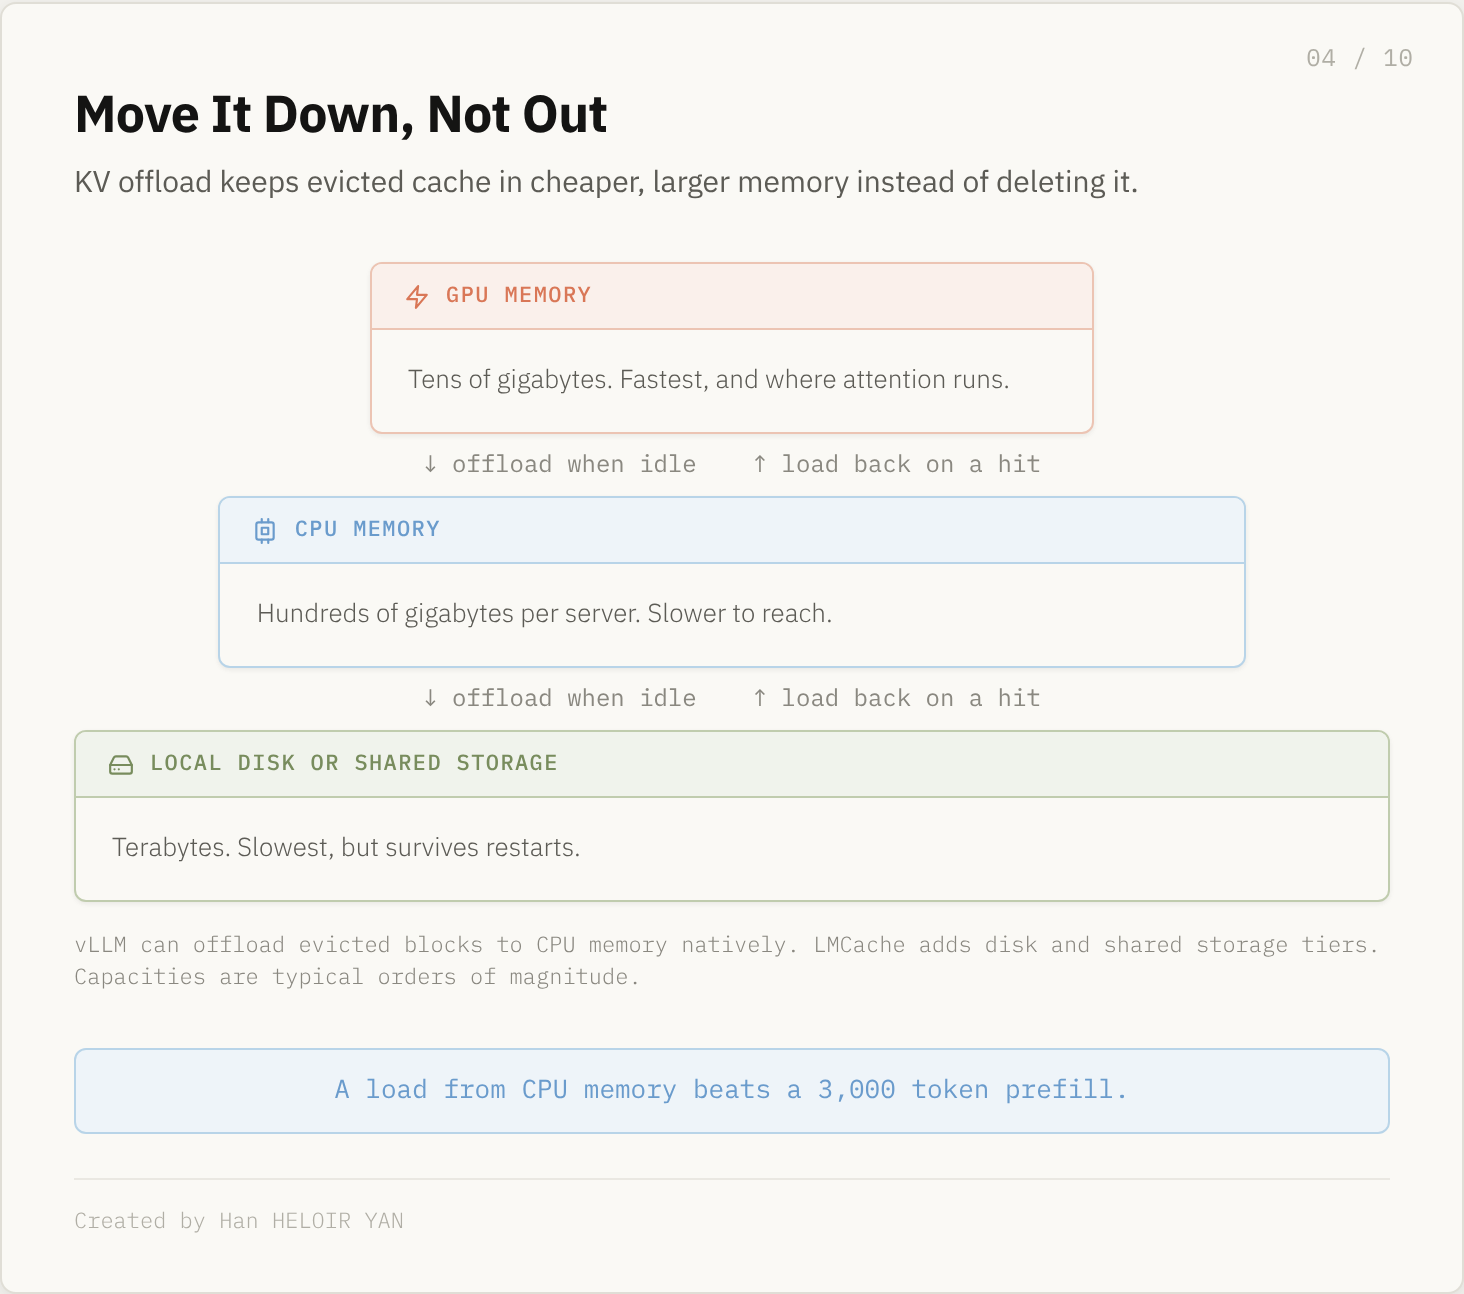 04 / 10
Move It Down, Not Out
KV offload keeps evicted cache in cheaper, larger memory instead of deleting it.
GPU MEMORY
Tens of gigabytes. Fastest, and where attention runs.
↓ offload when idle ↑ load back on a hit
CPU MEMORY
Hundreds of gigabytes per server. Slower to reach.
↓ offload when idle ↑ load back on a hit
LOCAL DISK OR SHARED STORAGE
Terabytes. Slowest, but survives restarts.
vLLM can offload evicted blocks to CPU memory natively. LMCache adds disk and shared storage tiers.
Capacities are typical orders of magnitude.
A load from CPU memory beats a 3,000 token prefill.
Created by Han HELOIR YAN